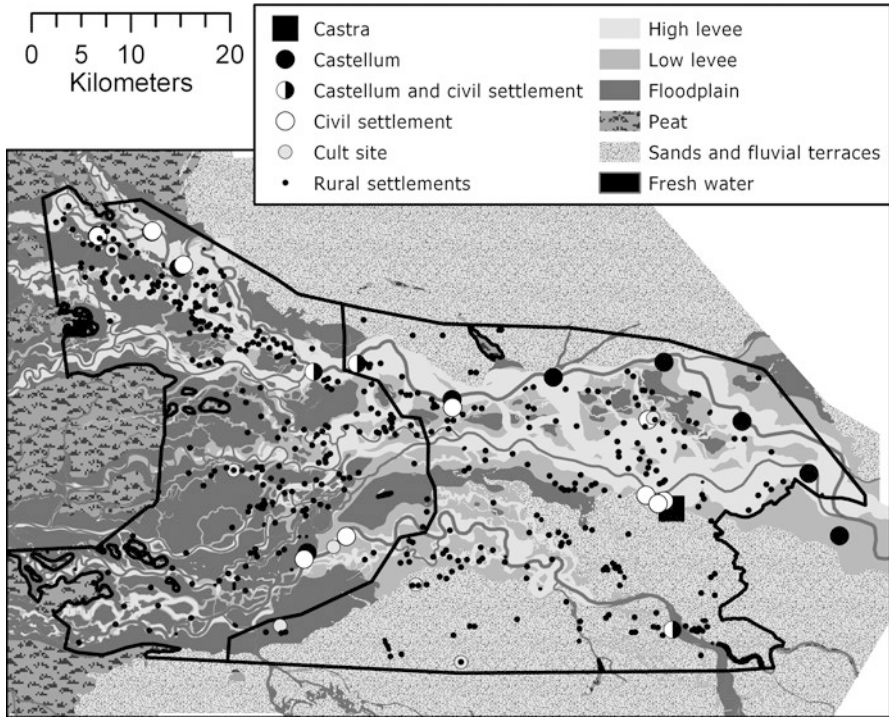 0 5 10 20
Kilometers
Castra
Castellum
Castellum and civil settlement
Civil settlement
Cult site
Rural settlements
High levee
Low levee
Floodplain
Peat
Sands and fluvial terraces
Fresh water